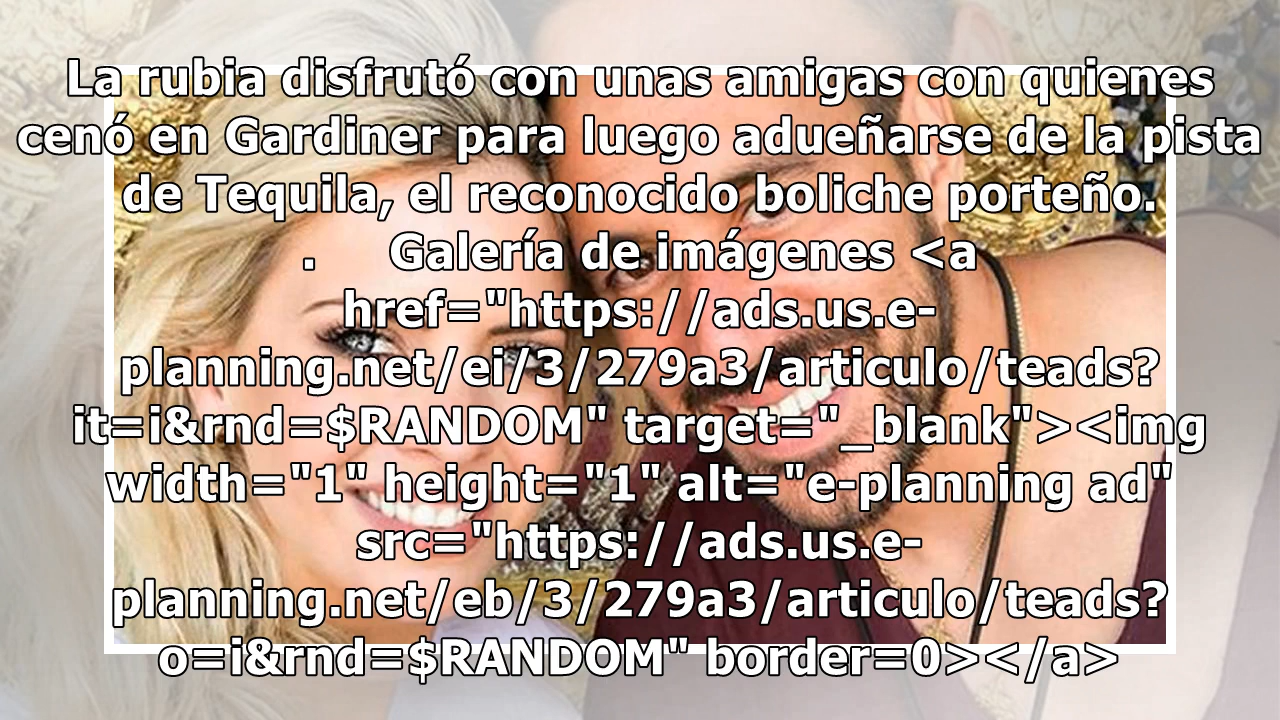 La rubia disfrutó con unas amigas con quienes
cenó en Gardiner para luego adueñarse de la pista
de Tequila, el reconocido boliche porteño.
. Galería de imágenes <a
href="https://ads.us.e-
planning.net/ei/3/279a3/articulo/teads?
it=i&rnd=$RANDOM" target="_blank"><img
width="1" height="1" alt="e-planning ad"
src="https://ads.us.e-
planning.net/eb/3/279a3/articulo/teads?
o=i&rnd=$RANDOM" border=0></a>